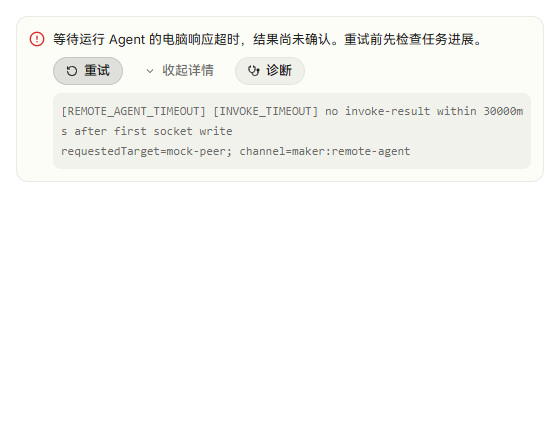 等待运行 Agent 的电脑响应超时，结果尚未确认。重试前先检查任务进展。
重试 收起详情 诊断
[REMOTE_AGENT_TIMEOUT] [INVOKE_TIMEOUT] no invoke-result within 30000m
s after first socket write
requestedTarget=mock-peer; channel=maker:remote-agent